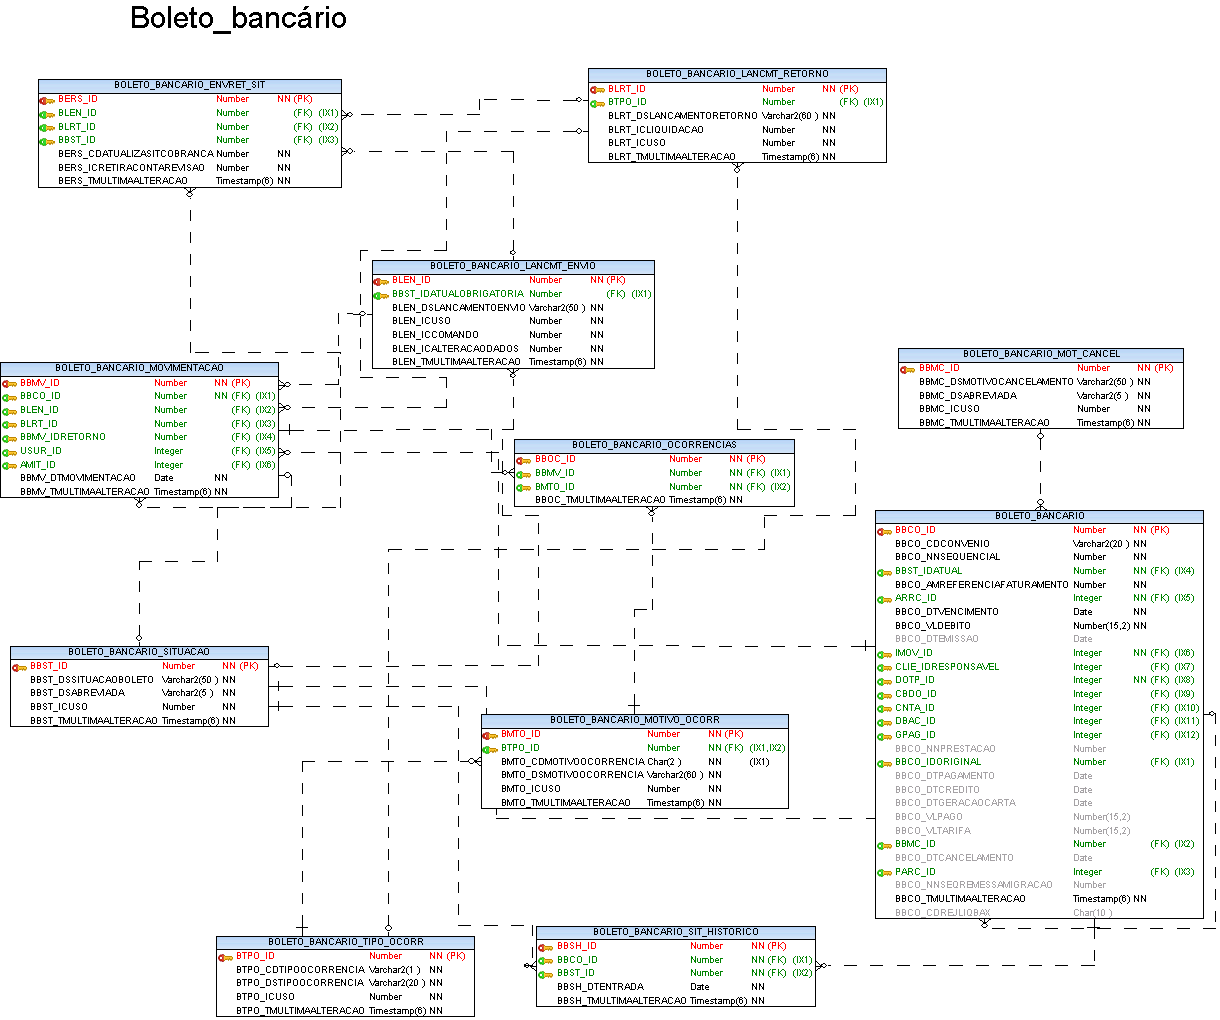 Boleto_bancário
BOLETO_BANCARIO_ENVRET_SIT
BERS_ID Number NN (PK)
BLEN_ID Number (FK) (IX1)
BLRT_ID Number (FK) (IX2)
BBST_ID Number (FK) (IX3)
BERS_CDATUALIZASITCOBRANCA Number NN
BERS_ICRETIRACONTAREVISAO Number NN
BERS_TMULTIMAALTERACAO Timestamp(6) NN
BOLETO_BANCARIO_LANCMT_RETORNO
BLRT_ID Number NN (PK)
BTPO_ID Number (FK) (IX1)
BLRT_DSLANCAMENTORETORNO Varchar2(60 ) NN
BLRT_ICLIQUIDACAO Number NN
BLRT_ICUSO Number NN
BLRT_TMULTIMAALTERACAO Timestamp(6) NN
BOLETO_BANCARIO_LANCMT_ENVIO
BLEN_ID Number NN (PK)
BBST_IDATUALOBRIGATORIA Number (FK) (IX1)
BLEN_DSLANCAMENTOENVIO Varchar2(50 ) NN
BLEN_ICUSO Number NN
BLEN_ICCOMANDO Number NN
BLEN_ICALTERACAODADOS Number NN
BLEN_TMULTIMAALTERACAO Timestamp(6) NN
BOLETO_BANCARIO_MOVIMENTACAO
BBMV_ID Number NN (PK)
BBCO_ID Number NN (FK) (IX1)
BLEN_ID Number (FK) (IX2)
BLRT_ID Number (FK) (IX3)
BBMV_IDRETORNO Number (FK) (IX4)
USUR_ID Integer (FK) (IX5)
AMIT_ID Integer (FK) (IX6)
BBMV_DTMOVIMENTACAO Date NN
BBMV_TMULTIMAALTERACAO Timestamp(6) NN
BOLETO_BANCARIO_MOT_CANCEL
BBMC_ID Number NN (PK)
BBMC_DSMOTIVOCANCELAMENTO Varchar2(50 ) NN
BBMC_DSABREVIADA Varchar2(5 ) NN
BBMC_ICUSO Number NN
BBMC_TMULTIMAALTERACAO Timestamp(6) NN
BOLETO_BANCARIO_OCORRENCIAS
BBOC_ID Number NN (PK)
BBMV_ID Number NN (FK) (IX1)
BMTO_ID Number NN (FK) (IX2)
BBOC_TMULTIMAALTERACAO Timestamp(6) NN
BOLETO_BANCARIO
BBCO_ID Number NN (PK)
BBCO_CDCONVENIO Varchar2(20 ) NN
BBCO_NNSEQUENCIAL Number NN
BBST_IDATUAL Number NN (FK) (IX4)
BBCO_AMREFERENCIAFATURAMENTO Number NN
ARRC_ID Integer NN (FK) (IX5)
BBCO_DTVENCIMENTO Date NN
BBCO_VLDEBITO Number(15,2) NN
BBCO_DTEMISSAO Date
IMOV_ID Integer NN (FK) (IX6)
CLIE_IDRESPONSAVEL Integer (FK) (IX7)
DOTP_ID Integer NN (FK) (IX8)
CBDO_ID Integer (FK) (IX9)
CNTA_ID Integer (FK) (IX10)
DBAC_ID Integer (FK) (IX11)
GPAG_ID Integer (FK) (IX12)
BBCO_NNPRESTACAO Number
BBCO_IDORIGINAL Number (FK) (IX1)
BBCO_DTPAGAMENTO Date
BBCO_DTCREDITO Date
BBCO_DTGERACAOCARTA Date
BBCO_VLPAGO Number(15,2)
BBCO_VLTARIFA Number(15,2)
BBMC_ID Number (FK) (IX2)
BBCO_DTCANCELAMENTO Date
PARC_ID Integer (FK) (IX3)
BBCO_NNSEQREMESSAMIGRACAO Number
BBCO_TMULTIMAALTERACAO Timestamp(6) NN
BBCO_CDREJLIQBAX Char(10 )
BOLETO_BANCARIO_SITUACAO
BBST_ID Number NN (PK)
BBST_DSSITUACAOBOLETO Varchar2(50 ) NN
BBST_DSABREVIADA Varchar2(5 ) NN
BBST_ICUSO Number NN
BBST_TMULTIMAALTERACAO Timestamp(6) NN
BOLETO_BANCARIO_MOTIVO_OCORR
BMTO_ID Number NN (PK)
BTPO_ID Number NN (FK) (IX1,IX2)
BMTO_CDMOTIVOOCORRENCIA Char(2 ) NN (IX1)
BMTO_DSMOTIVOOCORRENCIA Varchar2(60 ) NN
BMTO_ICUSO Number NN
BMTO_TMULTIMAALTERACAO Timestamp(6) NN
BOLETO_BANCARIO_TIPO_OCORR
BTPO_ID Number NN (PK)
BTPO_CDTIPOOCORRENCIA Varchar2(1 ) NN
BTPO_DSTIPOOCORRENCIA Varchar2(20 ) NN
BTPO_ICUSO Number NN
BTPO_TMULTIMAALTERACAO Timestamp(6) NN
BOLETO_BANCARIO_SIT_HISTORICO
BBSH_ID Number NN (PK)
BBCO_ID Number NN (FK) (IX1)
BBST_ID Number NN (FK) (IX2)
BBSH_DTENTRADA Date NN
BBSH_TMULTIMAALTERACAO Timestamp(6) NN